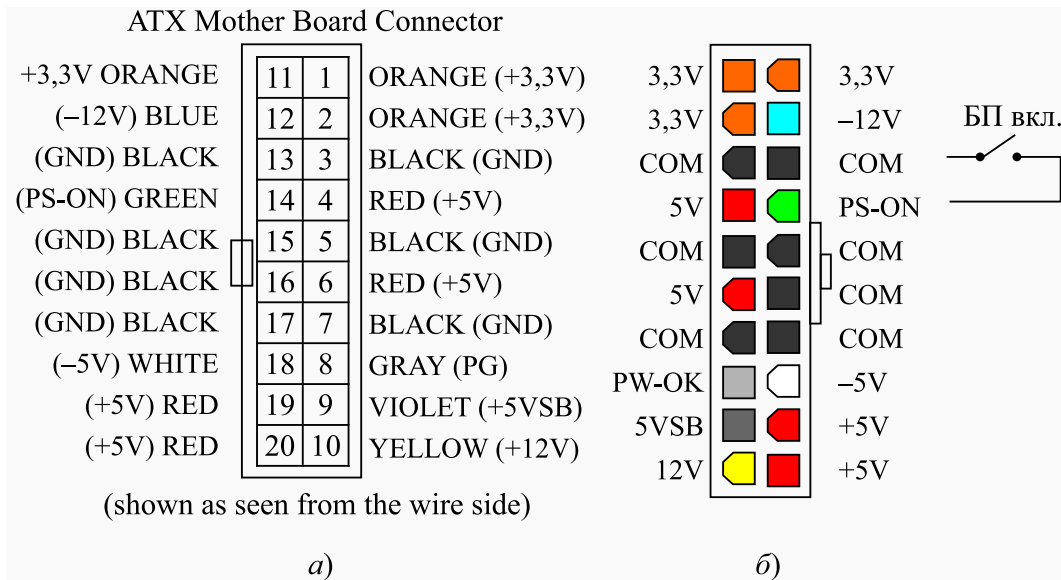 ATX Mother Board Connector
+3,3V ORANGE 11 1 ORANGE (+3,3V)
(–12V) BLUE 12 2 ORANGE (+3,3V)
(GND) BLACK 13 3 BLACK (GND)
(PS-ON) GREEN 14 4 RED (+5V)
(GND) BLACK 15 5 BLACK (GND)
(GND) BLACK 16 6 RED (+5V)
(GND) BLACK 17 7 BLACK (GND)
(–5V) WHITE 18 8 GRAY (PG)
(+5V) RED 19 9 VIOLET (+5VSB)
(+5V) RED 20 10 YELLOW (+12V)
(shown as seen from the wire side)
а)
3,3V 3,3V
3,3V –12V
COM COM
5V PS-ON
COM COM
5V COM
COM COM
PW-OK –5V
5VSB +5V
12V +5V
БП вкл.
б)